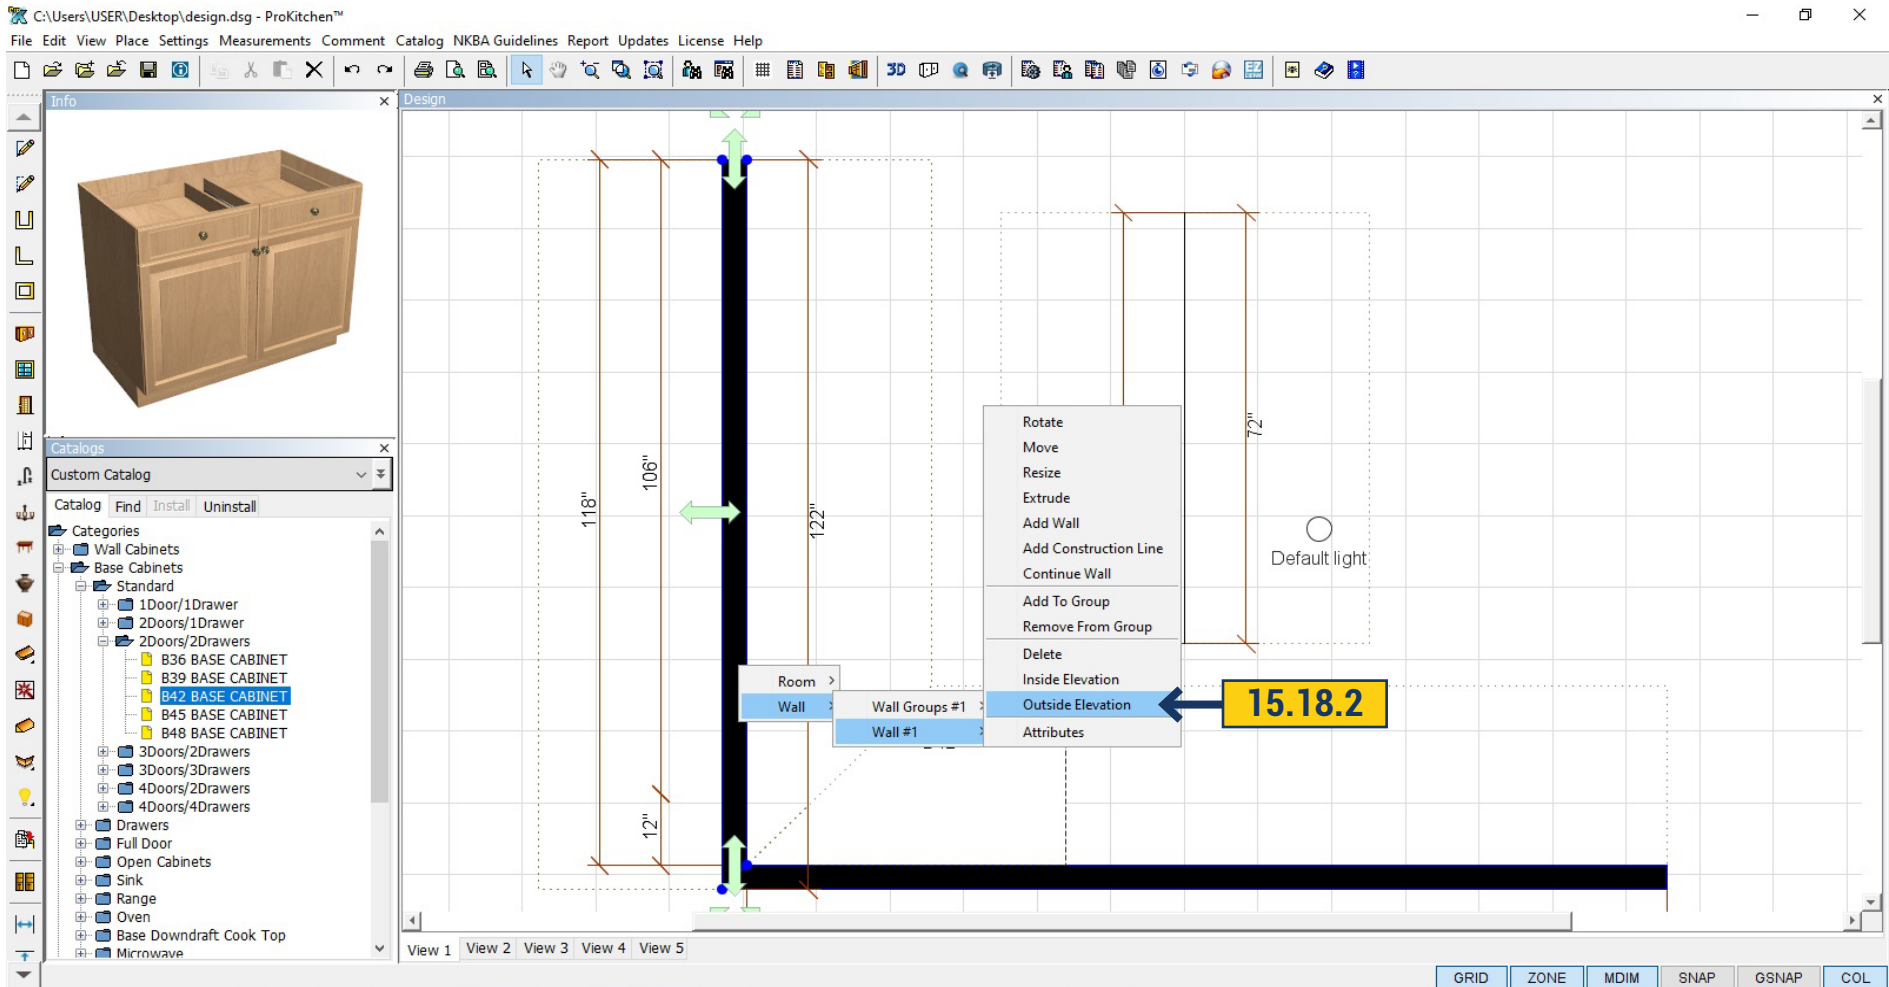 C:\Users\USER\Desktop\design.dsg - ProKitchen™
File Edit View Place Settings Measurements Comment Catalog NKBA Guidelines Report Updates License Help
3D
EZ
Info
Design
118"
106"
12"
122"
72"
Default light
Catalogs
Custom Catalog
Catalog Find Install Uninstall
Categories
Wall Cabinets
Base Cabinets
Standard
1Door/1Drawer
2Doors/1Drawer
2Doors/2Drawers
B36 BASE CABINET
B39 BASE CABINET
B42 BASE CABINET
B45 BASE CABINET
B48 BASE CABINET
3Doors/2Drawers
3Doors/3Drawers
4Doors/2Drawers
4Doors/4Drawers
Drawers
Full Door
Open Cabinets
Sink
Range
Oven
Base Downdraft Cook Top
Microwave
Room
Wall
Wall Groups #1
Wall #1
Rotate
Move
Resize
Extrude
Add Wall
Add Construction Line
Continue Wall
Add To Group
Remove From Group
Delete
Inside Elevation
Outside Elevation
Attributes
15.18.2
View 1 View 2 View 3 View 4 View 5
GRID ZONE MDIM SNAP GSNAP COL